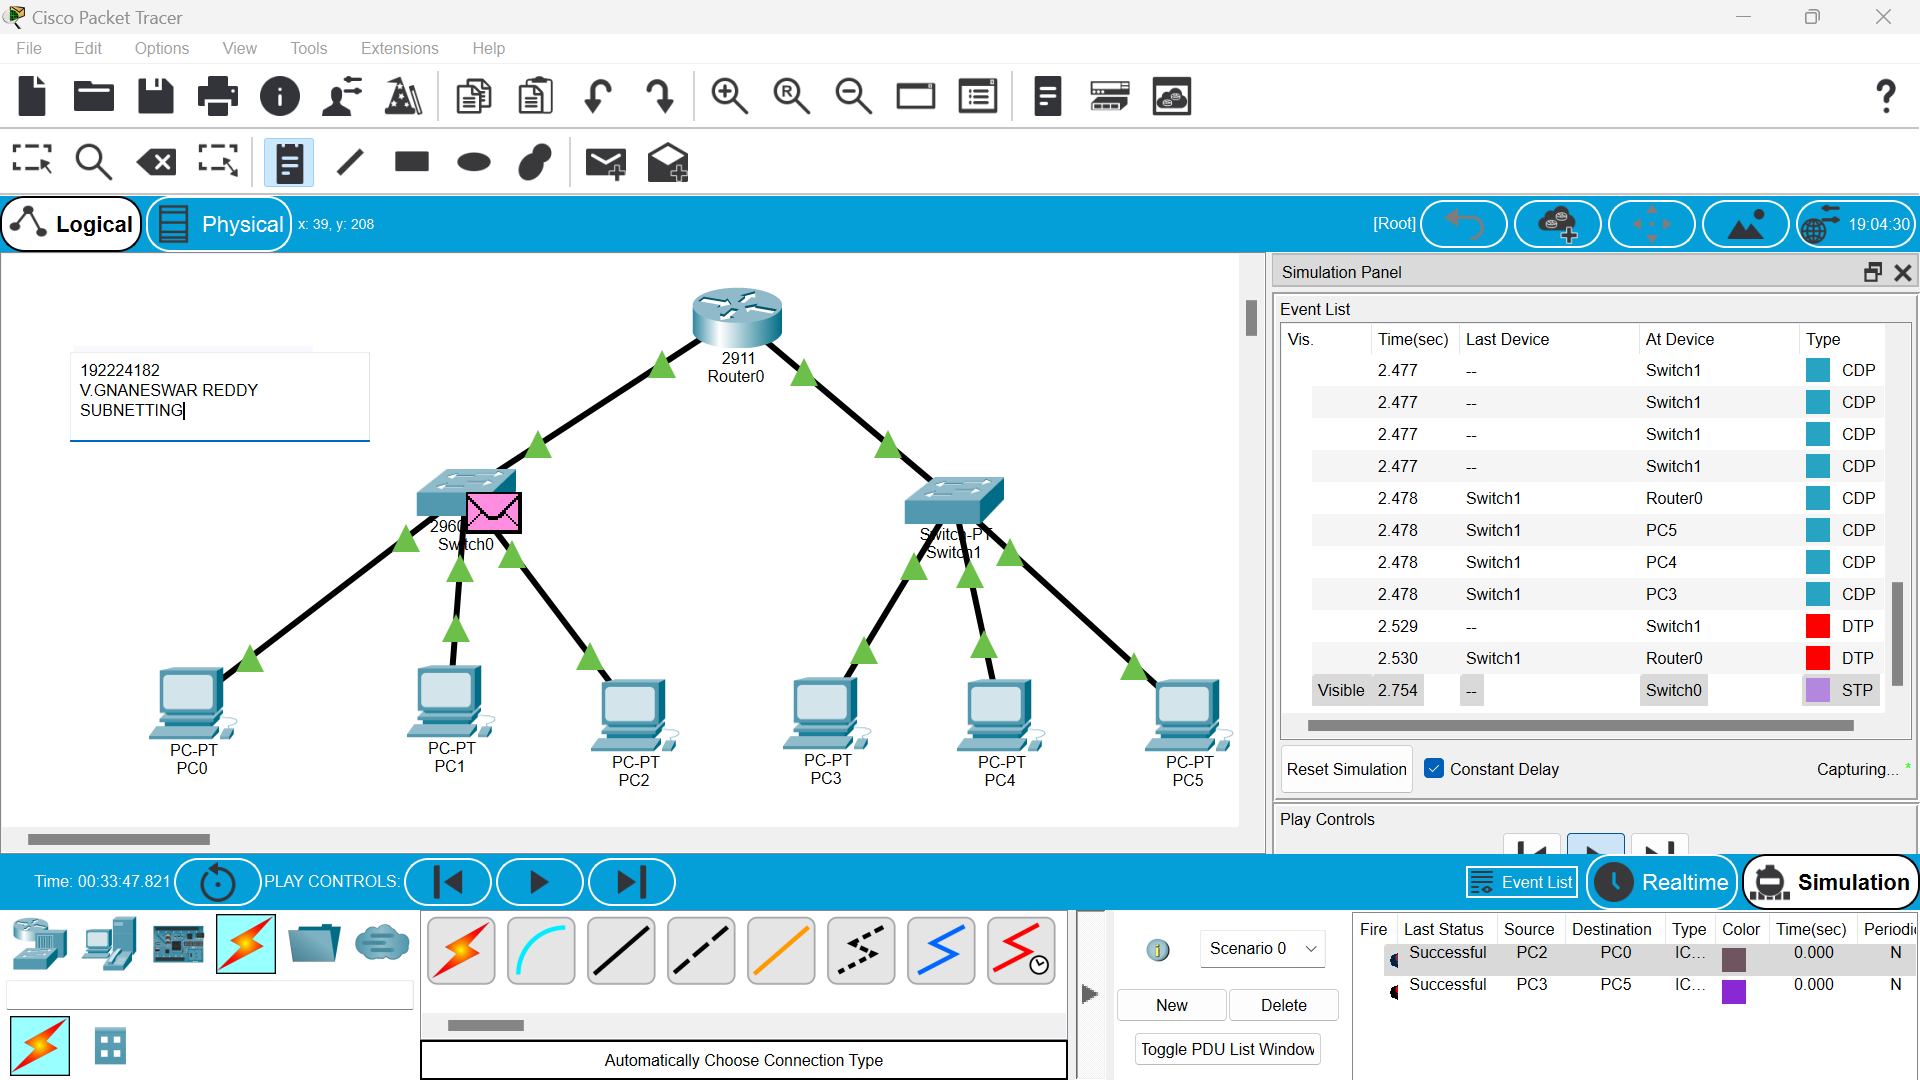 Cisco Packet Tracer
File Edit Options View Tools Extensions Help
Logical Physical x: 39, y: 208 [Root] 19:04:30
192224182
V.GNANESWAR REDDY
SUBNETTING
2911
Router0
Switch0
Switch-PT
Switch1
PC-PT
PC0
PC-PT
PC1
PC-PT
PC2
PC-PT
PC3
PC-PT
PC4
PC-PT
PC5
Simulation Panel
Event List
Vis. Time(sec) Last Device At Device Type
2.477 -- Switch1 CDP
2.477 -- Switch1 CDP
2.477 -- Switch1 CDP
2.477 -- Switch1 CDP
2.478 Switch1 Router0 CDP
2.478 Switch1 PC5 CDP
2.478 Switch1 PC4 CDP
2.478 Switch1 PC3 CDP
2.529 -- Switch1 DTP
2.530 Switch1 Router0 DTP
Visible 2.754 -- Switch0 STP
Reset Simulation Constant Delay Capturing... *
Play Controls
Time: 00:33:47.821 PLAY CONTROLS: Event List Realtime Simulation
Automatically Choose Connection Type
Scenario 0
New Delete
Toggle PDU List Window
Fire Last Status Source Destination Type Color Time(sec) Periodic
Successful PC2 PC0 IC... 0.000 N
Successful PC3 PC5 IC... 0.000 N